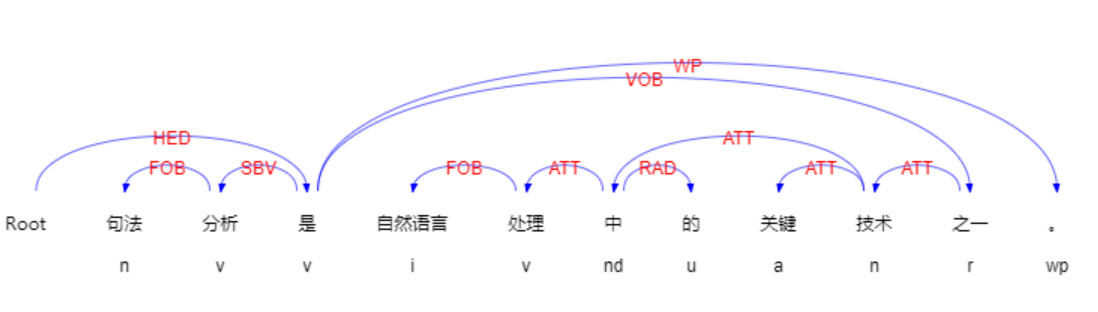 WP
VOB
HED ATT
FOB SBV FOB ATT RAD ATT ATT
Root 句法 分析 是 自然语言 处理 中 的 关键 技术 之一 。
n v v i v nd u a n r wp